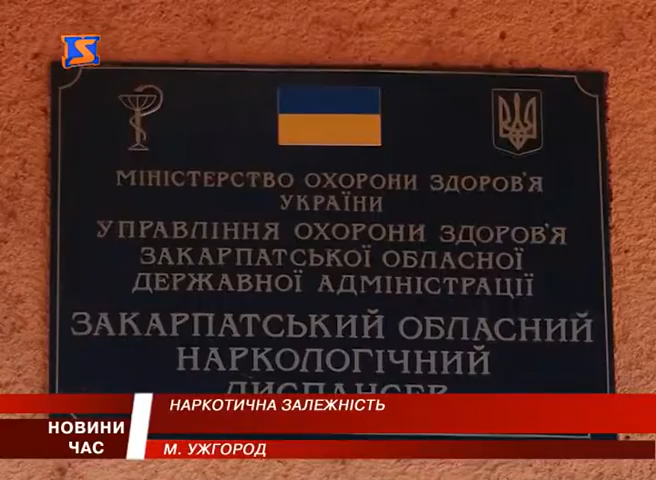 МІНІСТЕРСТВО ОХОРОНИ ЗДОРОВ'Я
УКРАЇНИ
УПРАВЛІННЯ ОХОРОНИ ЗДОРОВ'Я
ЗАКАРПАТСЬКОЇ ОБЛАСНОЇ
ДЕРЖАВНОЇ АДМІНІСТРАЦІЇ
ЗАКАРПАТСЬКИЙ ОБЛАСНИЙ
НАРКОЛОГІЧНИЙ
ДИСПАНСЕР
НАРКОТИЧНА ЗАЛЕЖНІСТЬ
НОВИНИ
ЧАС
М. УЖГОРОД